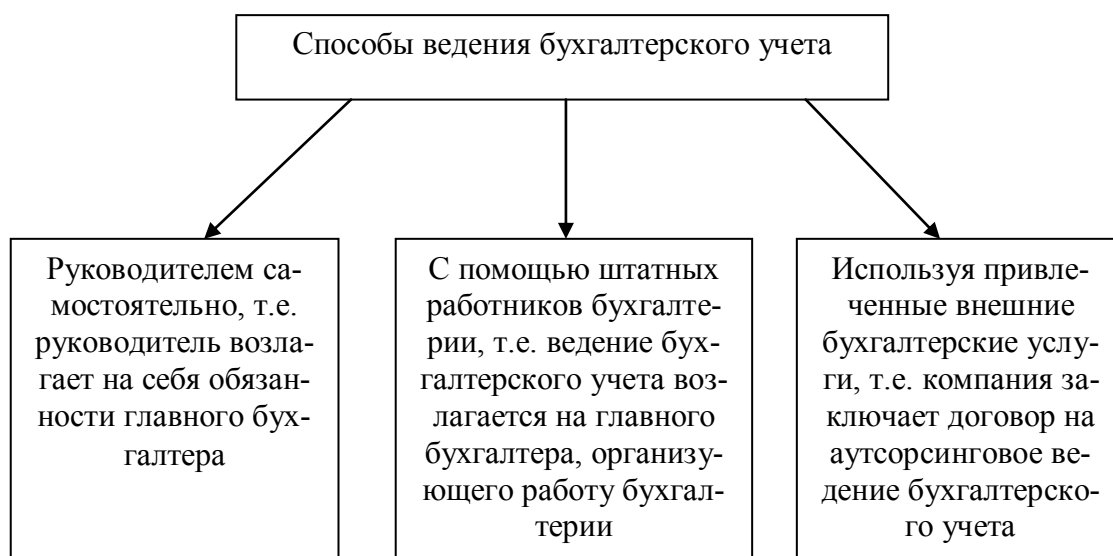 Способы ведения бухгалтерского учета
Руководителем са-
мостоятельно, т.е.
руководитель возла-
гает на себя обязан-
ности главного бух-
галтера
С помощью штатных
работников бухгалте-
рии, т.е. ведение бух-
галтерского учета воз-
лагается на главного
бухгалтера, организу-
ющего работу бухгал-
терии
Используя привле-
ченные внешние
бухгалтерские услу-
ги, т.е. компания за-
ключает договор на
аутсорсинговое ве-
дение бухгалтерско-
го учета